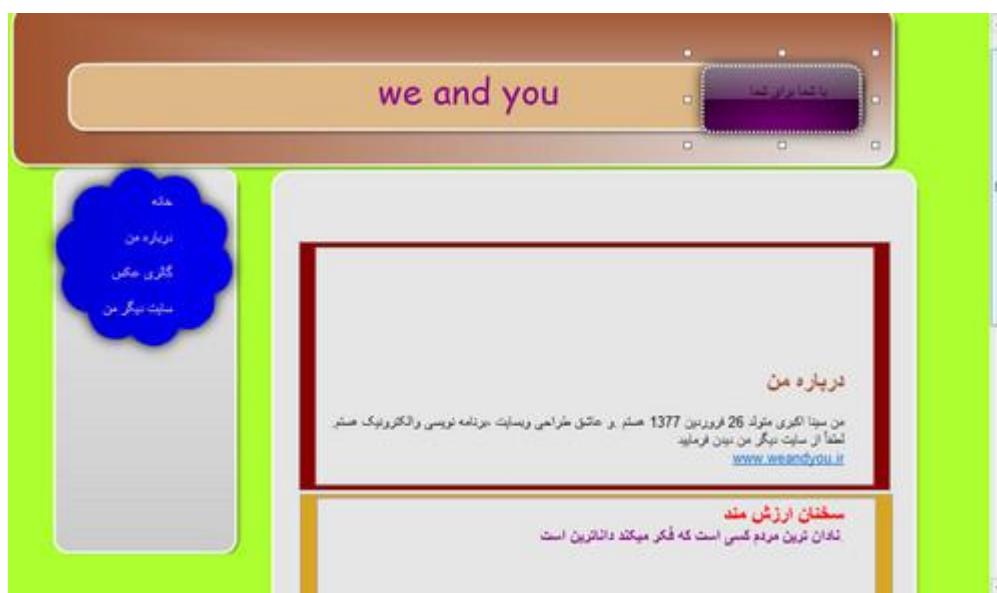 we and you
با شما برای شما
خانه
درباره من
گالری عکس
سایت دیگر من
درباره من
من سینا اکبری متولد 26 فروردین 1377 هستم و عاشق طراحی وبسایت ،برنامه نویسی والکترونیک هستم.
لطفاً از سایت دیگر من دیدن فرمایید
www.weandyou.ir
سخنان ارزش مند
نادان ترین مردم کسی است که فکر میکند داناترین است